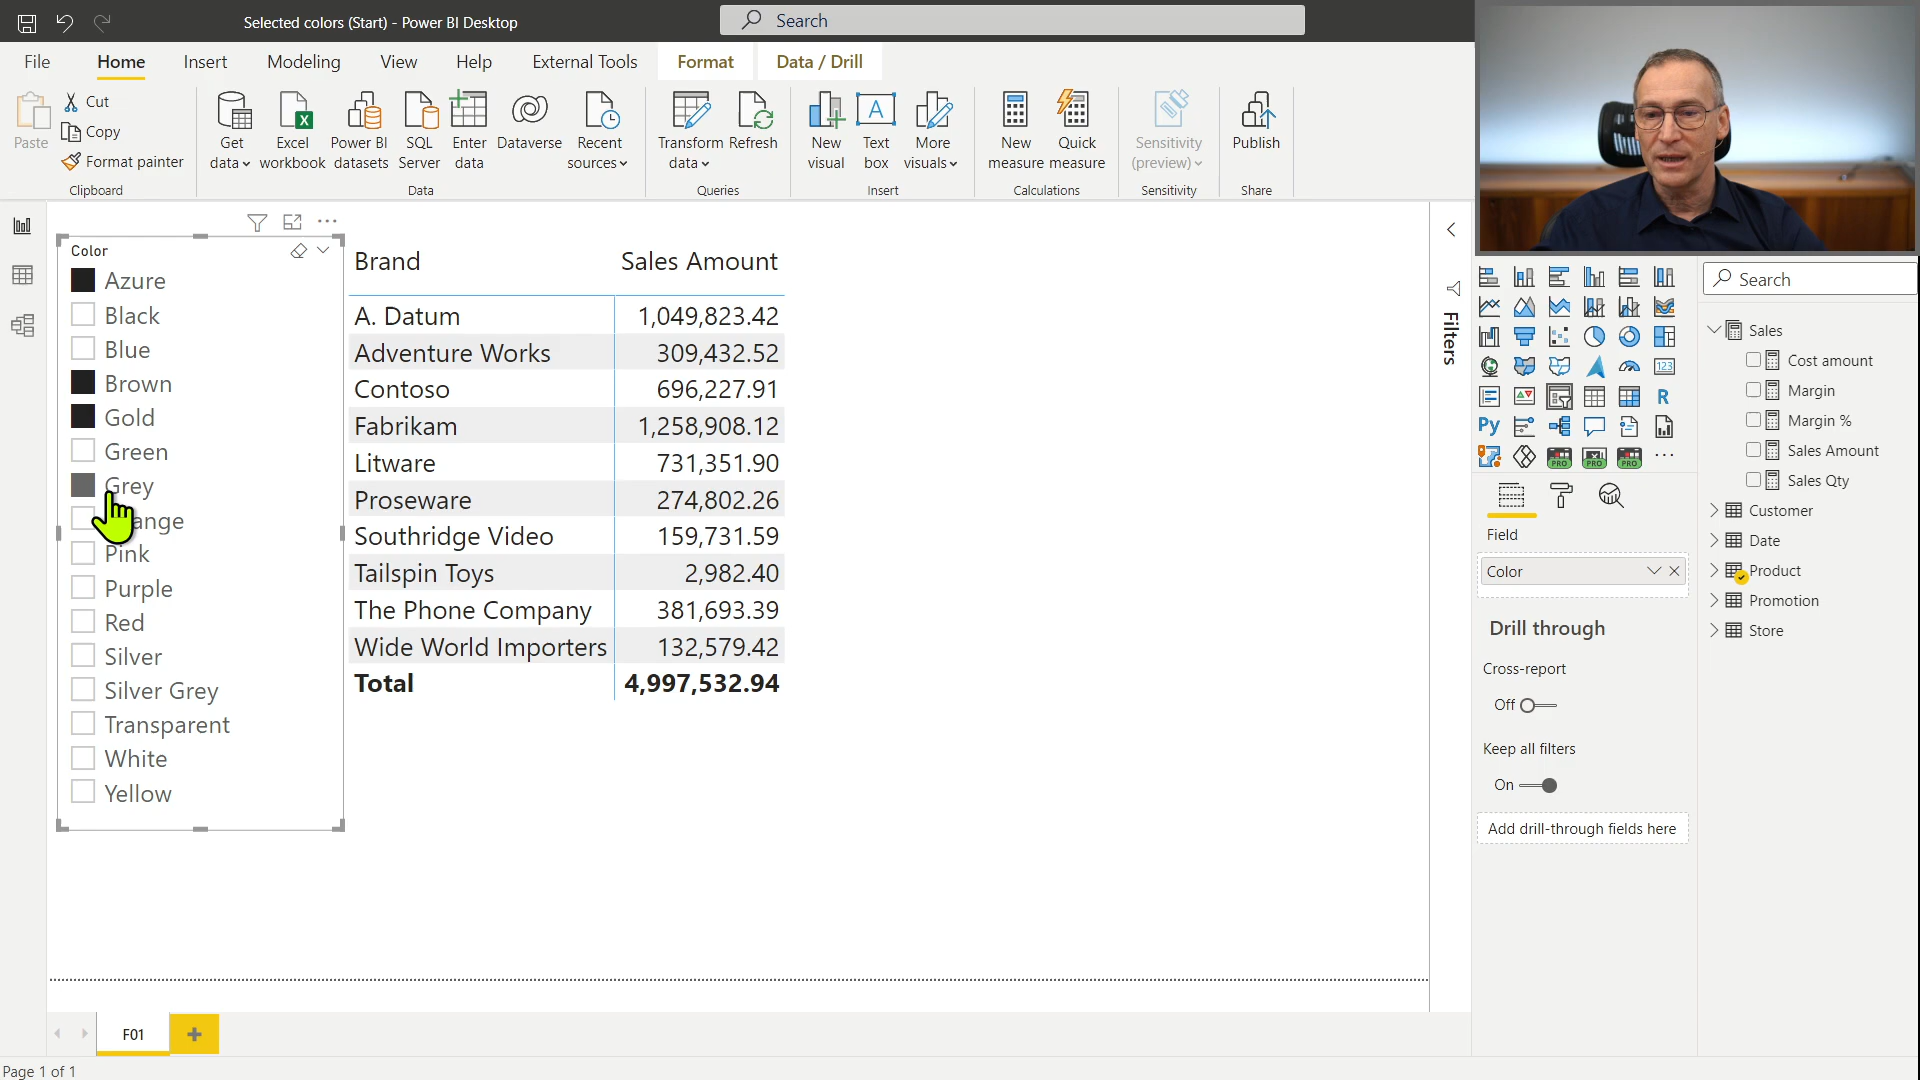 Selected colors (Start) - Power BI Desktop
Search
File
Home
Insert
Modeling
View
Help
External Tools
Format
Data / Drill
Paste
Cut
Copy
Format painter
Clipboard
Get data
Excel workbook
Power BI datasets
SQL Server
Enter data
Dataverse
Recent sources
Data
Transform data
Refresh
Queries
New visual
Text box
More visuals
Insert
New measure
Quick measure
Calculations
Sensitivity (preview)
Sensitivity
Publish
Share
Color
Azure
Black
Blue
Brown
Gold
Green
Grey
ange
Pink
Purple
Red
Silver
Silver Grey
Transparent
White
Yellow
Brand Sales Amount
A. Datum 1,049,823.42
Adventure Works 309,432.52
Contoso 696,227.91
Fabrikam 1,258,908.12
Litware 731,351.90
Proseware 274,802.26
Southridge Video 159,731.59
Tailspin Toys 2,982.40
The Phone Company 381,693.39
Wide World Importers 132,579.42
Total 4,997,532.94
Filters
123
R
Py
PRO
PRO
PRO
Field
Color
Drill through
Cross-report
Off
Keep all filters
On
Add drill-through fields here
Search
Sales
Cost amount
Margin
Margin %
Sales Amount
Sales Qty
Customer
Date
Product
Promotion
Store
F01
Page 1 of 1